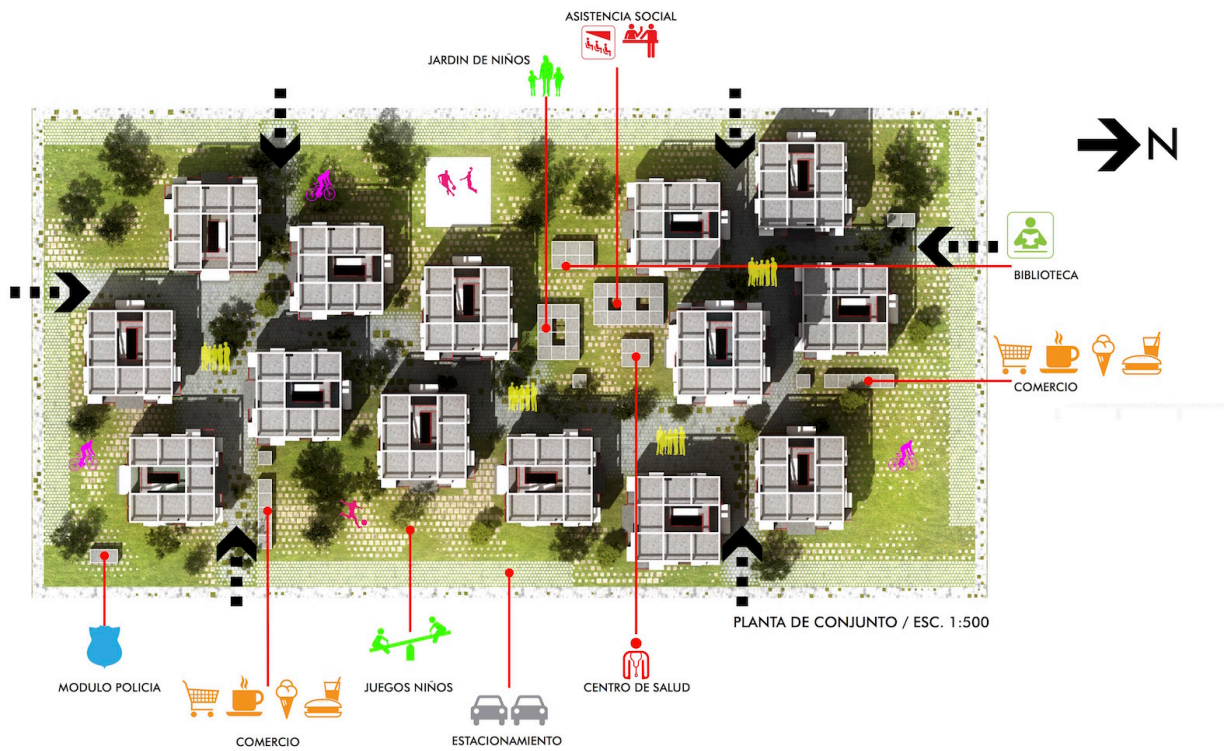 ASISTENCIA SOCIAL
JARDIN DE NIÑOS
N
BIBLIOTECA
COMERCIO
PLANTA DE CONJUNTO / ESC. 1:500
MODULO POLICIA
JUEGOS NIÑOS
CENTRO DE SALUD
COMERCIO
ESTACIONAMIENTO